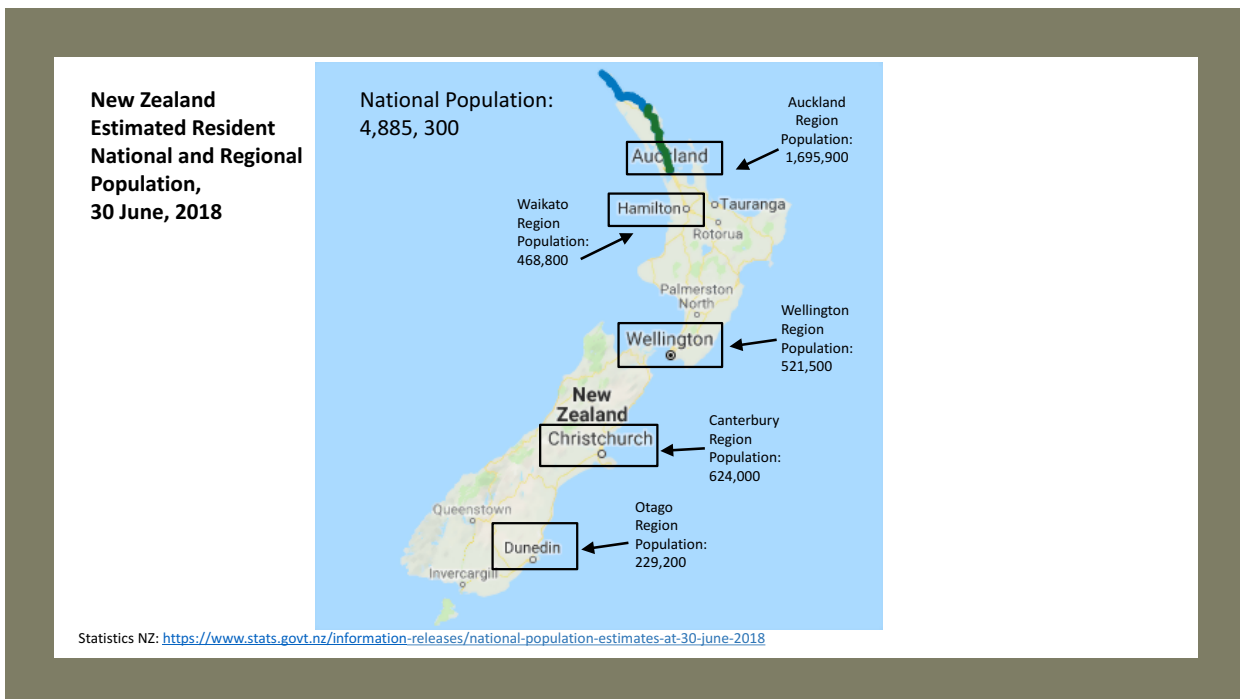 New Zealand
Estimated Resident
National and Regional
Population,
30 June, 2018
National Population:
4,885, 300
Auckland
Region
Population:
1,695,900
Auckland
Waikato
Region
Population:
468,800
Hamilton
Tauranga
Rotorua
Palmerston
North
Wellington
Region
Population:
521,500
Wellington
New
Zealand
Christchurch
Canterbury
Region
Population:
624,000
Queenstown
Otago
Region
Population:
229,200
Dunedin
Invercargill
Statistics NZ: https://www.stats.govt.nz/information-releases/national-population-estimates-at-30-june-2018